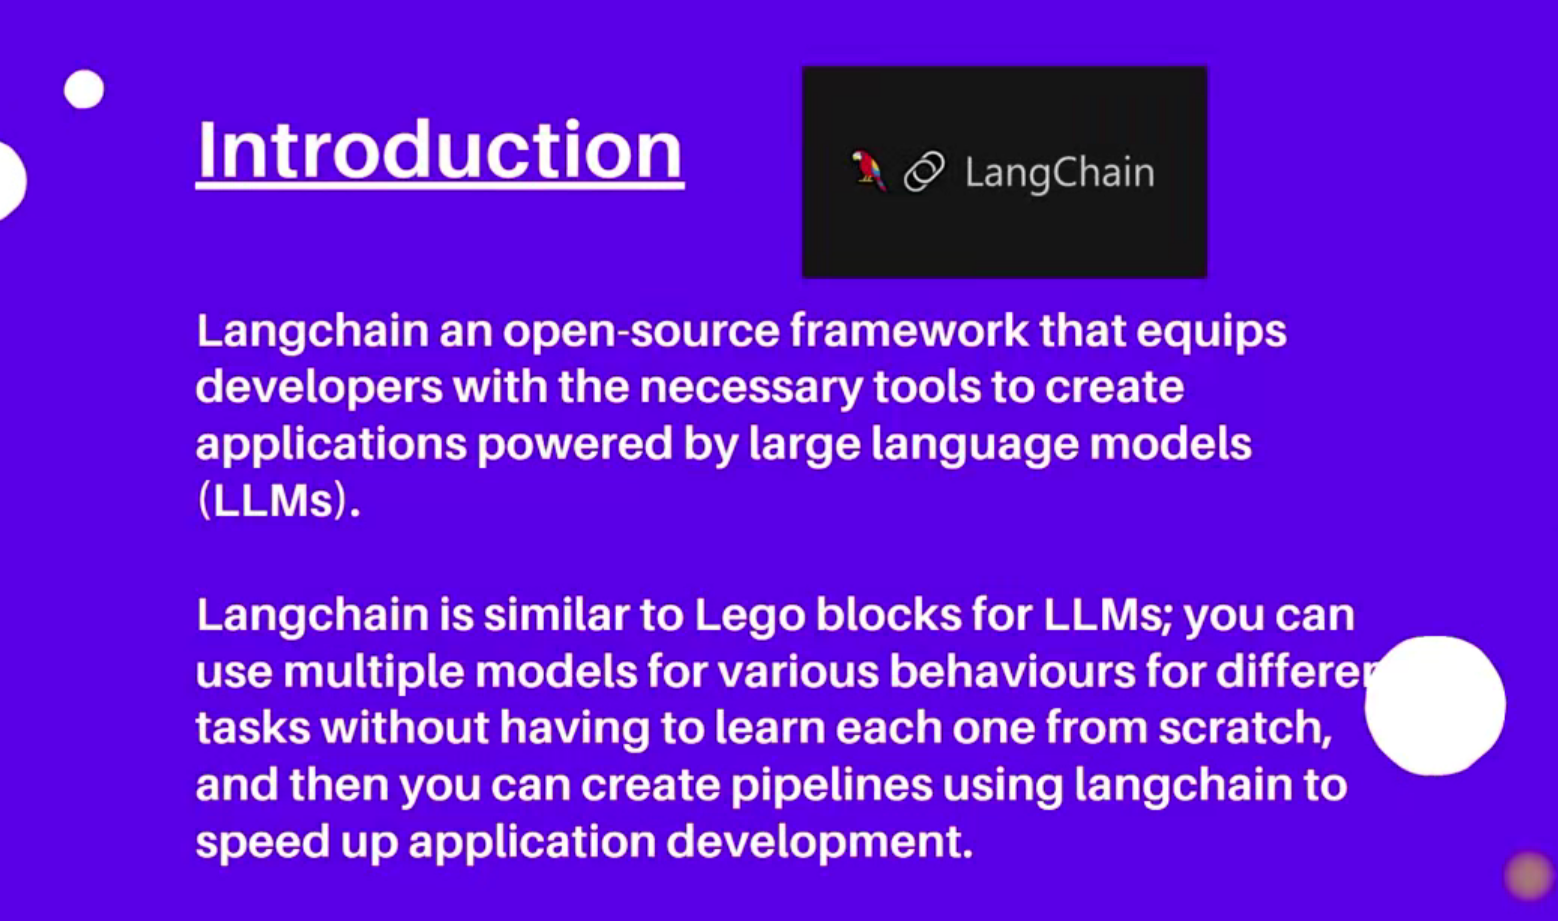 Introduction
LangChain
Langchain an open-source framework that equips
developers with the necessary tools to create
applications powered by large language models
(LLMs).
Langchain is similar to Lego blocks for LLMs; you can
use multiple models for various behaviours for differen
tasks without having to learn each one from scratch,
and then you can create pipelines using langchain to
speed up application development.